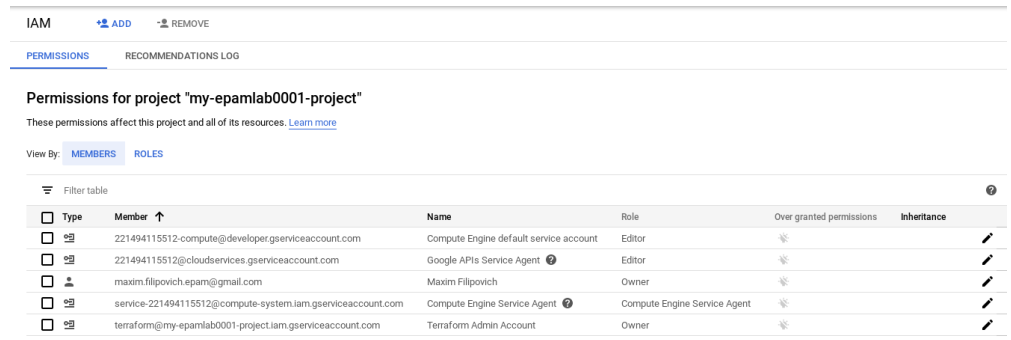 IAM ADD REMOVE
PERMISSIONS RECOMMENDATIONS LOG
Permissions for project "my-epamlab0001-project"
These permissions affect this project and all of its resources. Learn more
View By: MEMBERS ROLES
Filter table
Type Member Name Role Over granted permissions Inheritance
221494115512-compute@developer.gserviceaccount.com Compute Engine default service account Editor
221494115512@cloudservices.gserviceaccount.com Google APIs Service Agent Editor
maxim.filipovich.epam@gmail.com Maxim Filipovich Owner
service-221494115512@compute-system.iam.gserviceaccount.com Compute Engine Service Agent Compute Engine Service Agent
terraform@my-epamlab0001-project.iam.gserviceaccount.com Terraform Admin Account Owner